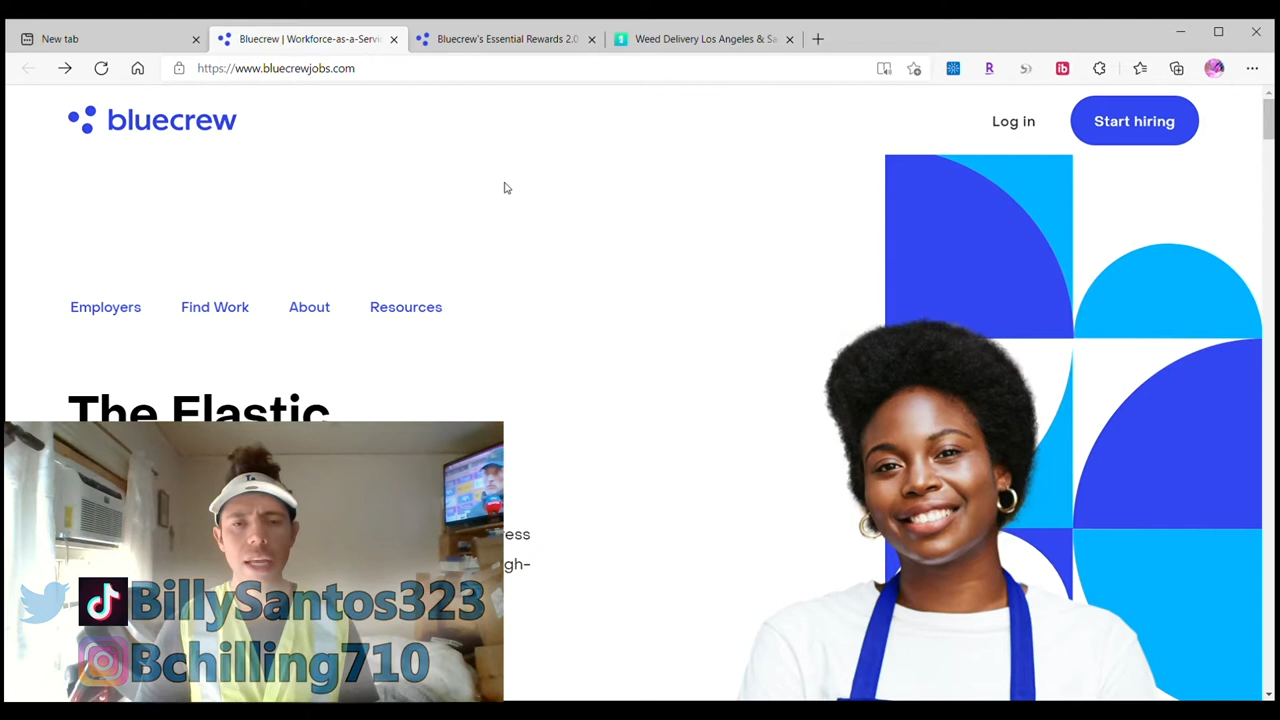 New tab
Bluecrew | Workforce-as-a-Servic
Bluecrew's Essential Rewards 2.0
Weed Delivery Los Angeles & Sa
https://www.bluecrewjobs.com
bluecrew
Log in
Start hiring
Employers
Find Work
About
Resources
The Elastic
ress
gh-
BillySantos323
Bchilling710